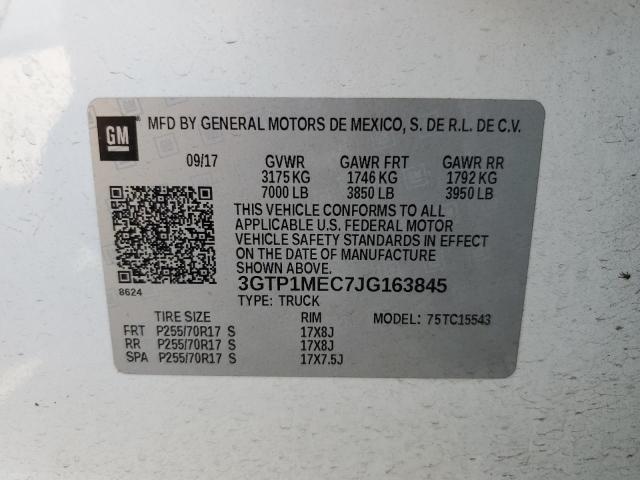 GM
MFD BY GENERAL MOTORS DE MEXICO, S. DE R.L. DE C.V.
09/17 GVWR GAWR FRT GAWR RR
3175 KG 1746 KG 1792 KG
7000 LB 3850 LB 3950 LB
THIS VEHICLE CONFORMS TO ALL
APPLICABLE U.S. FEDERAL MOTOR
VEHICLE SAFETY STANDARDS IN EFFECT
ON THE DATE OF MANUFACTURE
SHOWN ABOVE.
3GTP1MEC7JG163845
8624
TYPE: TRUCK
TIRE SIZE RIM MODEL: 75TC15543
FRT P255/70R17 S 17X8J
RR P255/70R17 S 17X8J
SPA P255/70R17 S 17X7.5J